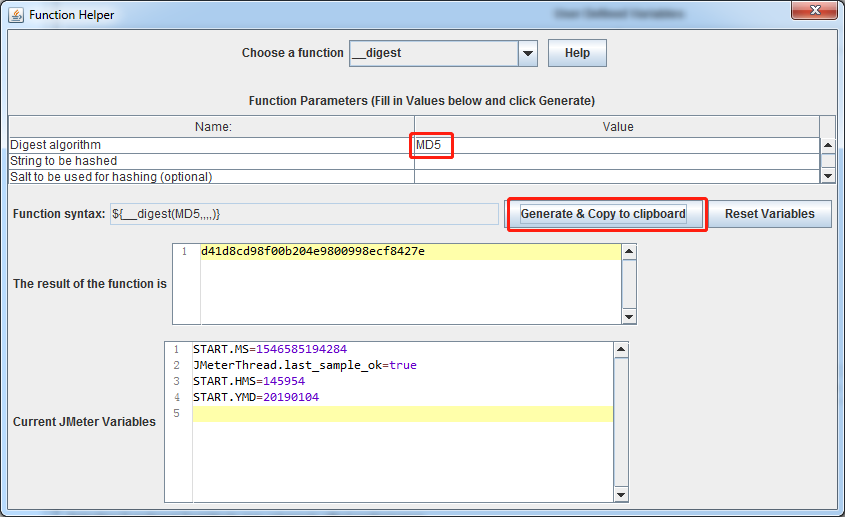 Function Helper
User Defined Variables
Choose a function __digest Help
Function Parameters (Fill in Values below and click Generate)
Name: Value
Digest algorithm MD5
String to be hashed
Salt to be used for hashing (optional)
Function syntax: ${__digest(MD5,,,,)} Generate & Copy to clipboard Reset Variables
The result of the function is
1 d41d8cd98f00b204e9800998ecf8427e
Current JMeter Variables
1 START.MS=1546585194284
2 JMeterThread.last_sample_ok=true
3 START.HMS=145954
4 START.YMD=20190104
5